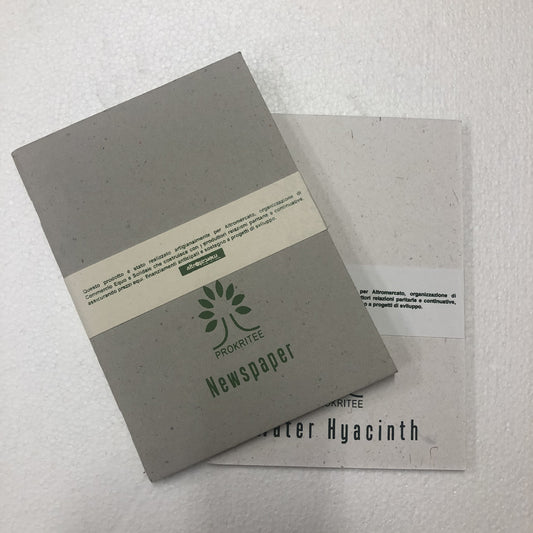 Questo prodotto è stato realizzato artigianalmente per Altromercato, organizzazione di
Commercio Equo e Solidale che costruisce con i produttori relazioni paritarie e continuative,
assicurando prezzi equi, finanziamenti anticipati e sostegno a progetti di sviluppo.
altromercato
PROKRITEE
Newspaper
per Altromercato, organizzazione di
relazioni paritarie e continuative,
a progetti di sviluppo.
Hyacinth